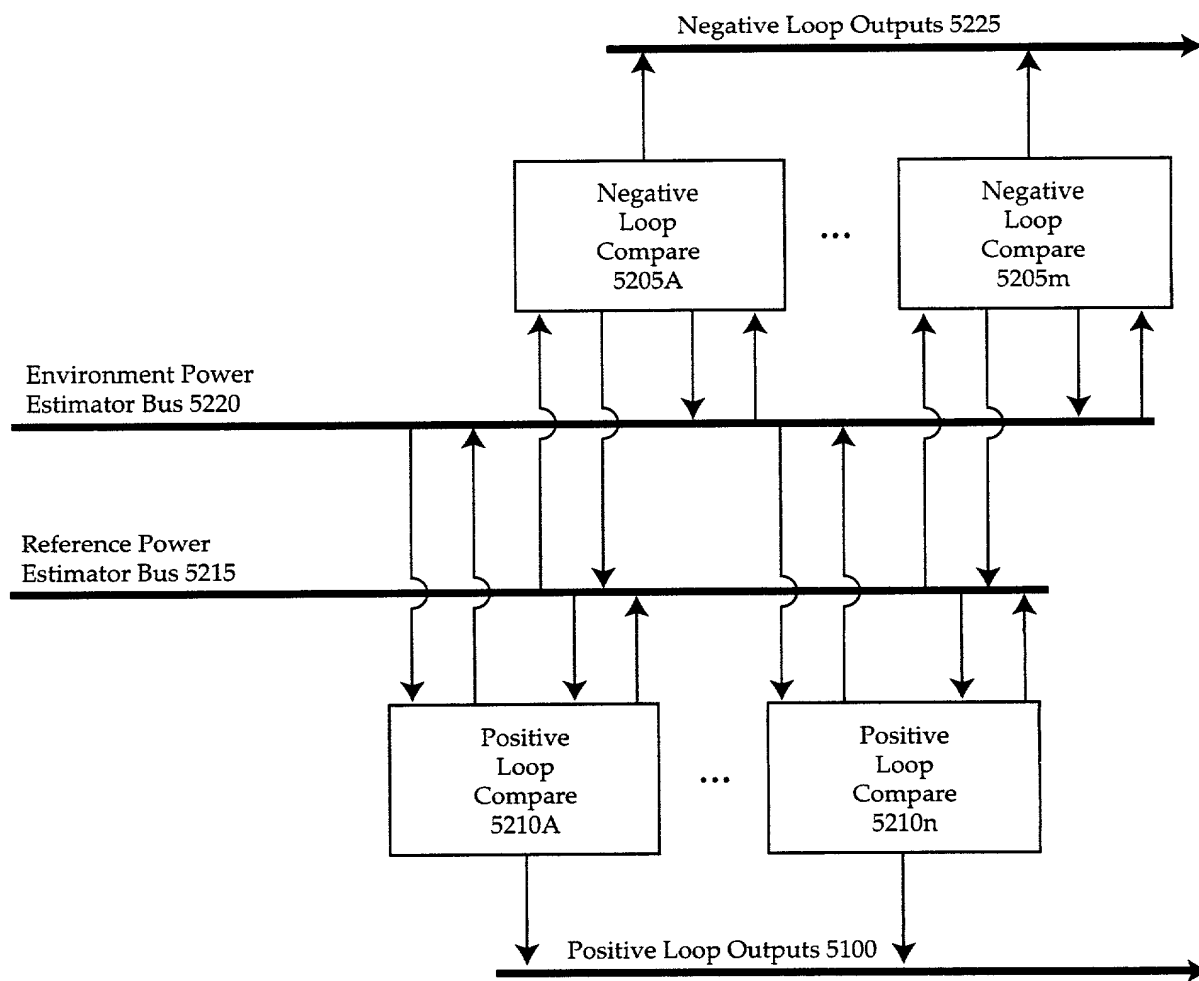 Negative Loop Outputs 5225
Negative
Loop
Compare
5205A
...
Negative
Loop
Compare
5205m
Environment Power
Estimator Bus 5220
Reference Power
Estimator Bus 5215
Positive
Loop
Compare
5210A
...
Positive
Loop
Compare
5210n
Positive Loop Outputs 5100